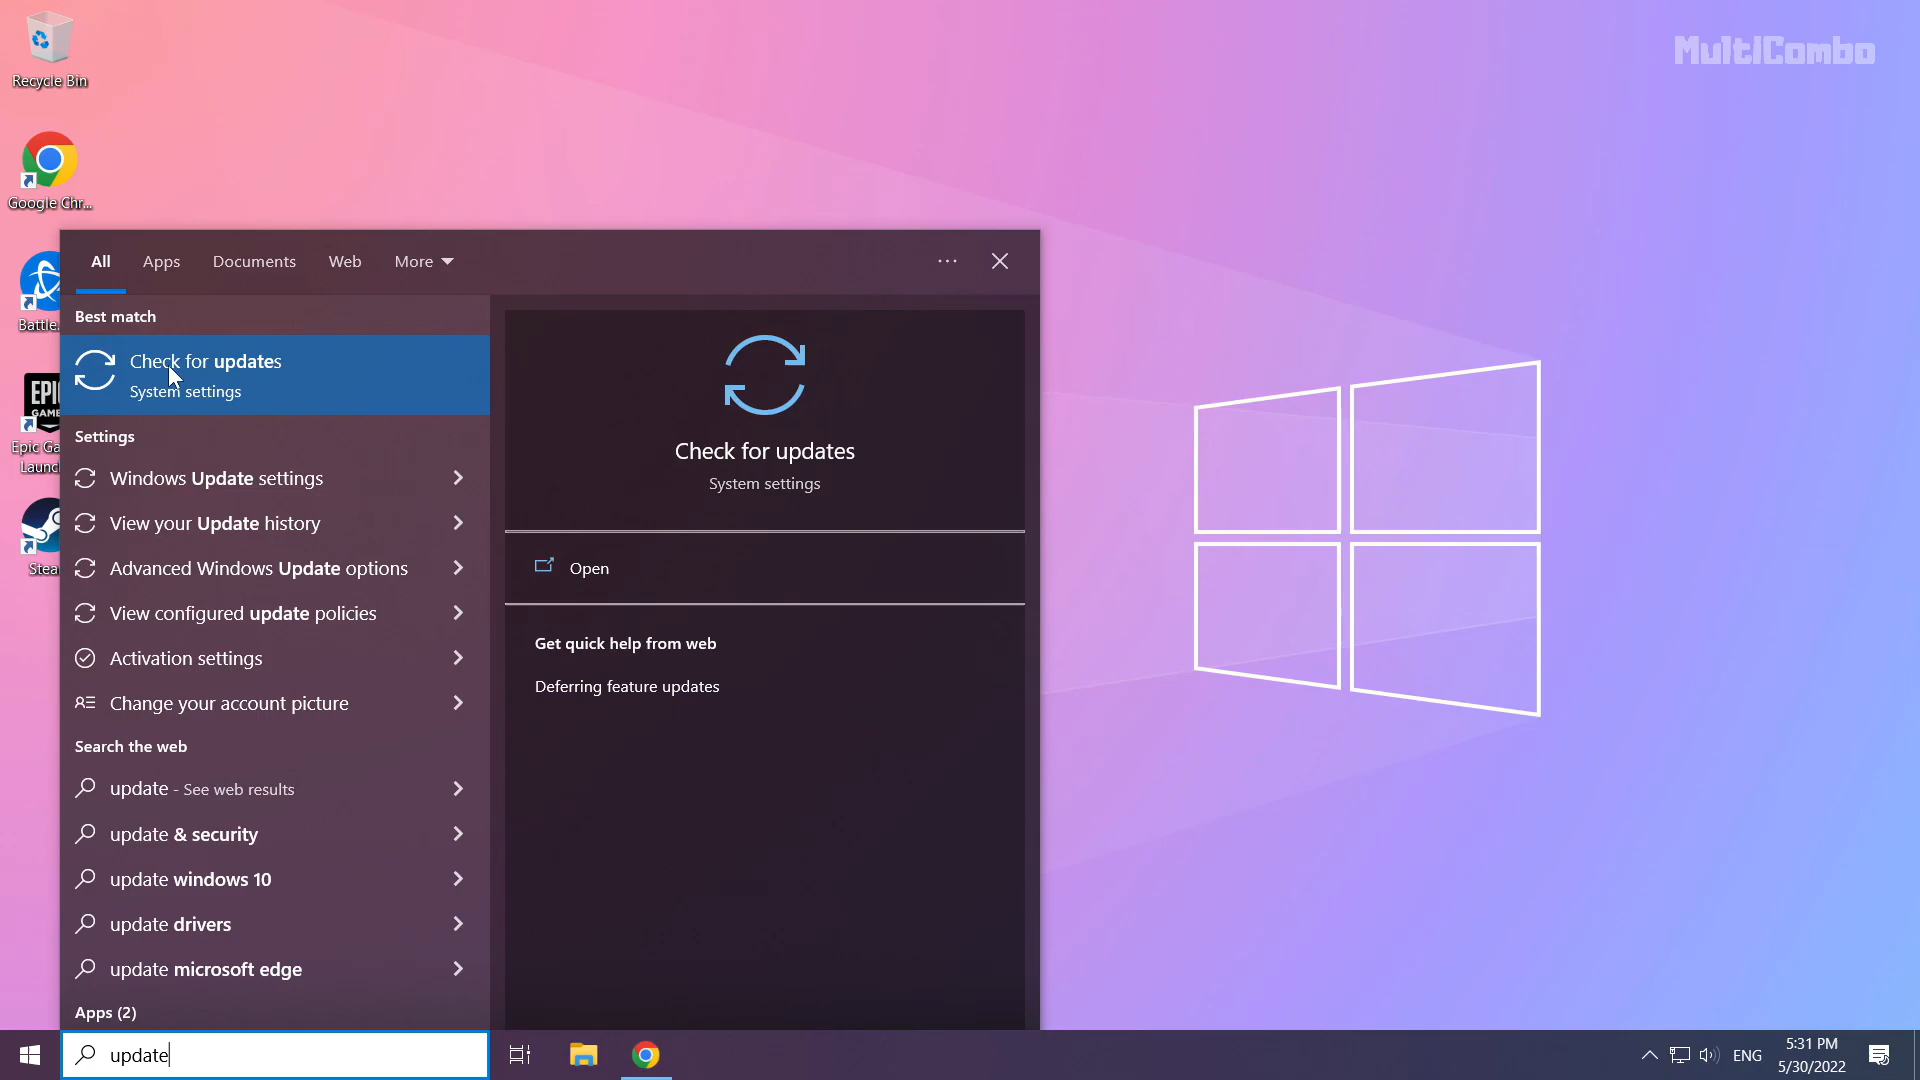 MultiCombo
Recycle Bin
Google Chr...
Battle.
EPIC
GAME
Epic Ga
Launc
Stea
All Apps Documents Web More
Best match
Check for updates
System settings
Settings
Windows Update settings
View your Update history
Advanced Windows Update options
View configured update policies
Activation settings
Change your account picture
Search the web
update - See web results
update & security
update windows 10
update drivers
update microsoft edge
Apps (2)
Check for updates
System settings
Open
Get quick help from web
Deferring feature updates
update
ENG
5:31 PM
5/30/2022